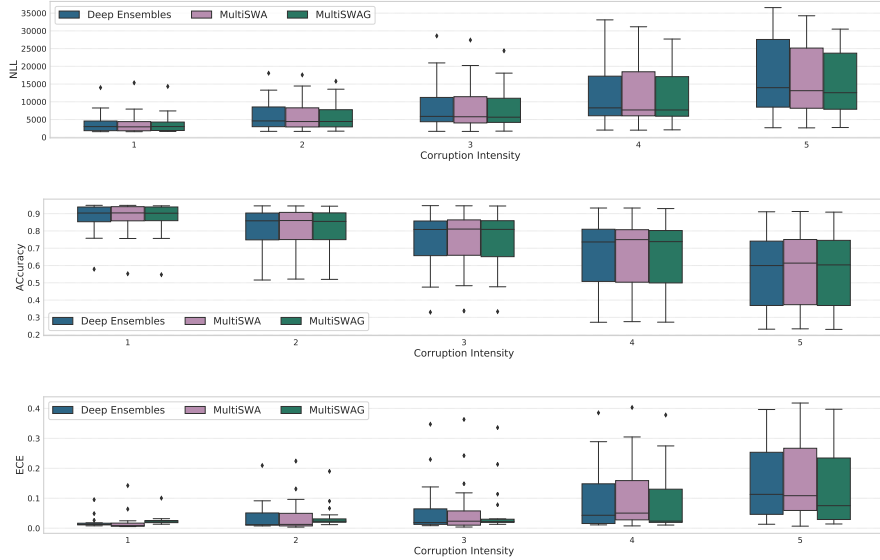 Deep Ensembles MultiSWA MultiSWAG
35000
30000
25000
20000
15000
10000
5000
0
NLL
1 2 3 4 5
Corruption Intensity
0.9
0.8
0.7
0.6
0.5
0.4
0.3
0.2
ACcuracy
Deep Ensembles MultiSWA MultiSWAG
1 2 3 4 5
Corruption Intensity
Deep Ensembles MultiSWA MultiSWAG
0.4
0.3
0.2
0.1
0.0
ECE
1 2 3 4 5
Corruption Intensity